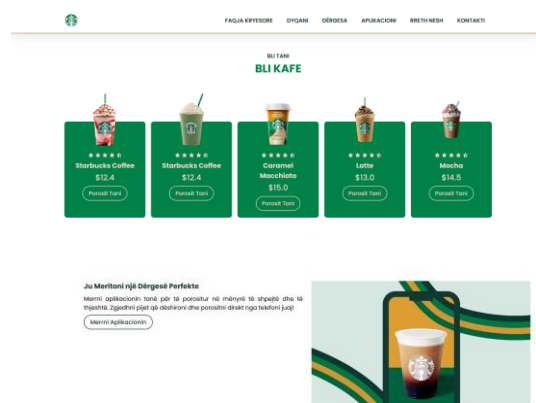 FAQJA KRYESORE DYQANI DËRGESA APLIKACIONI RRETH NESH KONTAKTI
BLI TANI
BLI KAFE
Starbucks Coffee
$12.4
Porosit Tani
Starbucks Coffee
$12.4
Porosit Tani
Caramel
Macchiato
$15.0
Porosit Tani
Latte
$13.0
Porosit Tani
Mocha
$14.5
Porosit Tani
Ju Meritoni një Dërgesë Perfekte
Merrni aplikacionin tanë për të porositur në mënyrë të shpejtë dhe të
thjeshtë. Zgjedhni pijet që dëshironi dhe porositni direkt nga telefoni juaj!
Merrni Aplikacionin